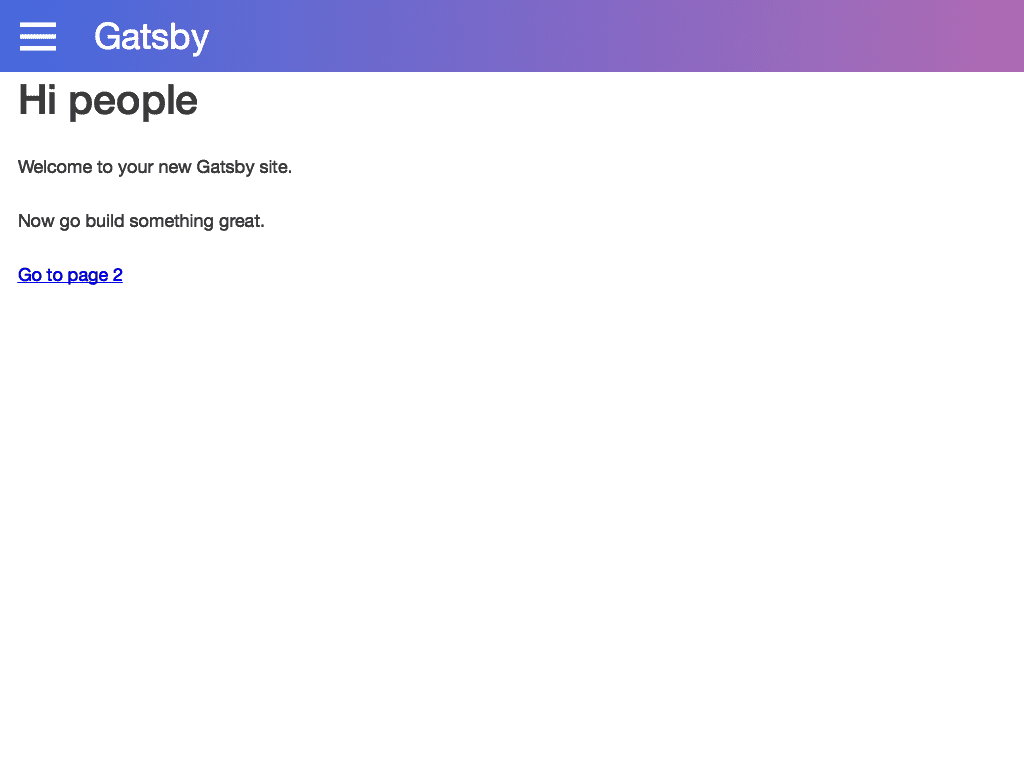 Gatsby
Hi people
Welcome to your new Gatsby site.
Now go build something great.
Go to page 2